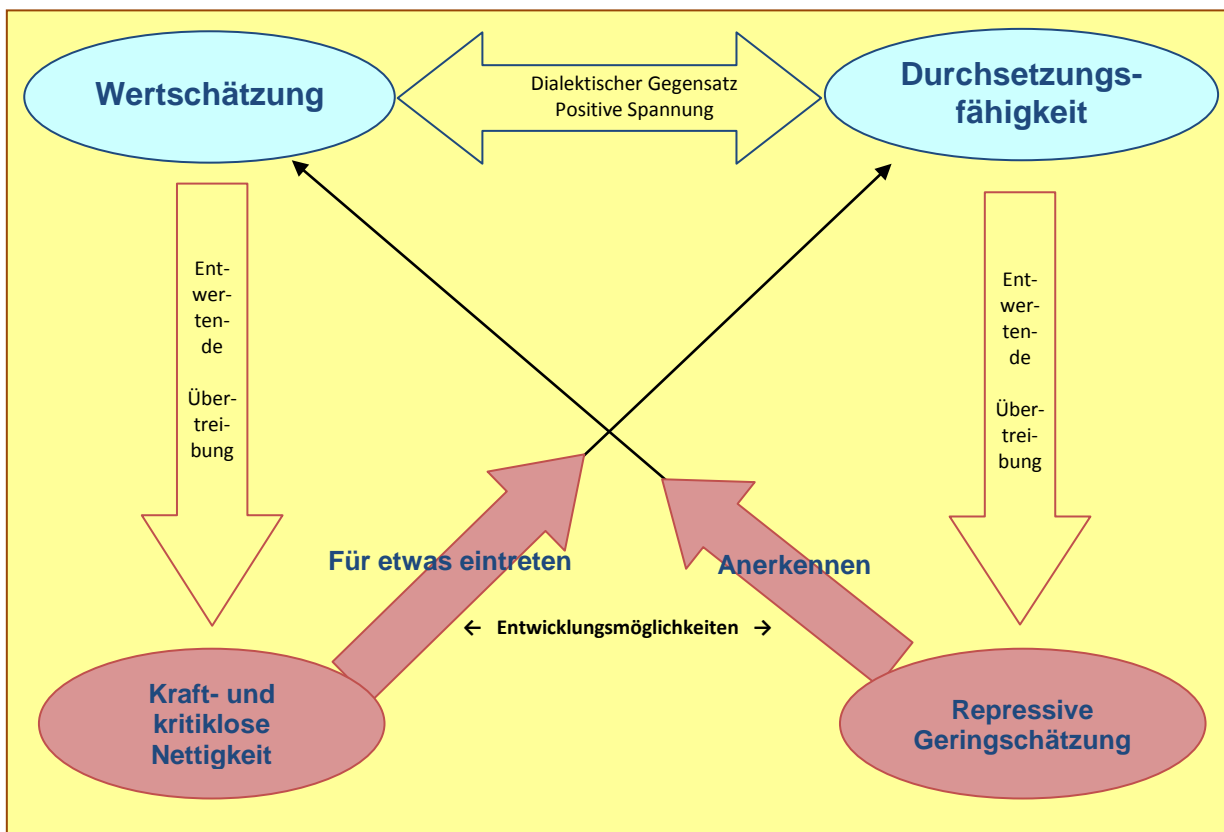 Wertschätzung
Dialektischer Gegensatz
Positive Spannung
Durchsetzungs-
fähigkeit
Ent-
wer-
ten-
de
Über-
trei-
bung
Ent-
wer-
ten-
de
Über-
trei-
bung
Für etwas eintreten
Anerkennen
← Entwicklungsmöglichkeiten →
Kraft- und
kritiklose
Nettigkeit
Repressive
Geringschätzung